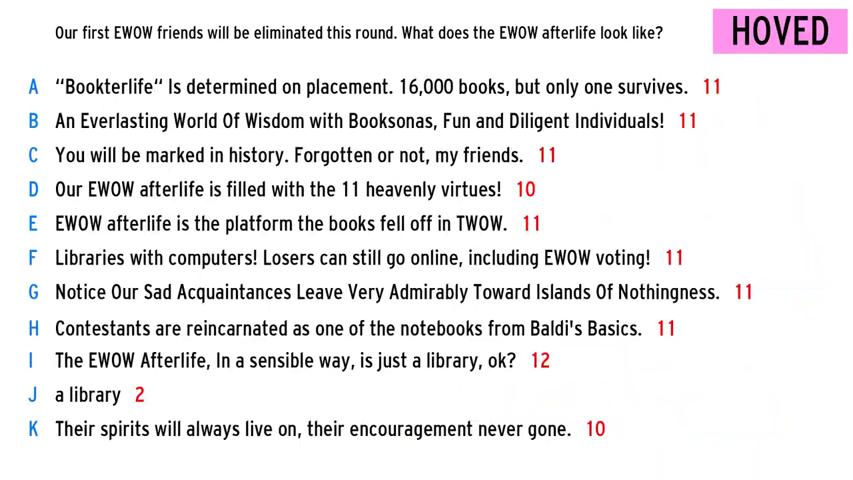 Our first EWOW friends will be eliminated this round. What does the EWOW afterlife look like?
HOVED
A “Bookterlife“ Is determined on placement. 16,000 books, but only one survives. 11
B An Everlasting World Of Wisdom with Booksonas, Fun and Diligent Individuals! 11
C You will be marked in history. Forgotten or not, my friends. 11
D Our EWOW afterlife is filled with the 11 heavenly virtues! 10
E EWOW afterlife is the platform the books fell off in TWOW. 11
F Libraries with computers! Losers can still go online, including EWOW voting! 11
G Notice Our Sad Acquaintances Leave Very Admirably Toward Islands Of Nothingness. 11
H Contestants are reincarnated as one of the notebooks from Baldi's Basics. 11
I The EWOW Afterlife, In a sensible way, is just a library, ok? 12
J a library 2
K Their spirits will always live on, their encouragement never gone. 10